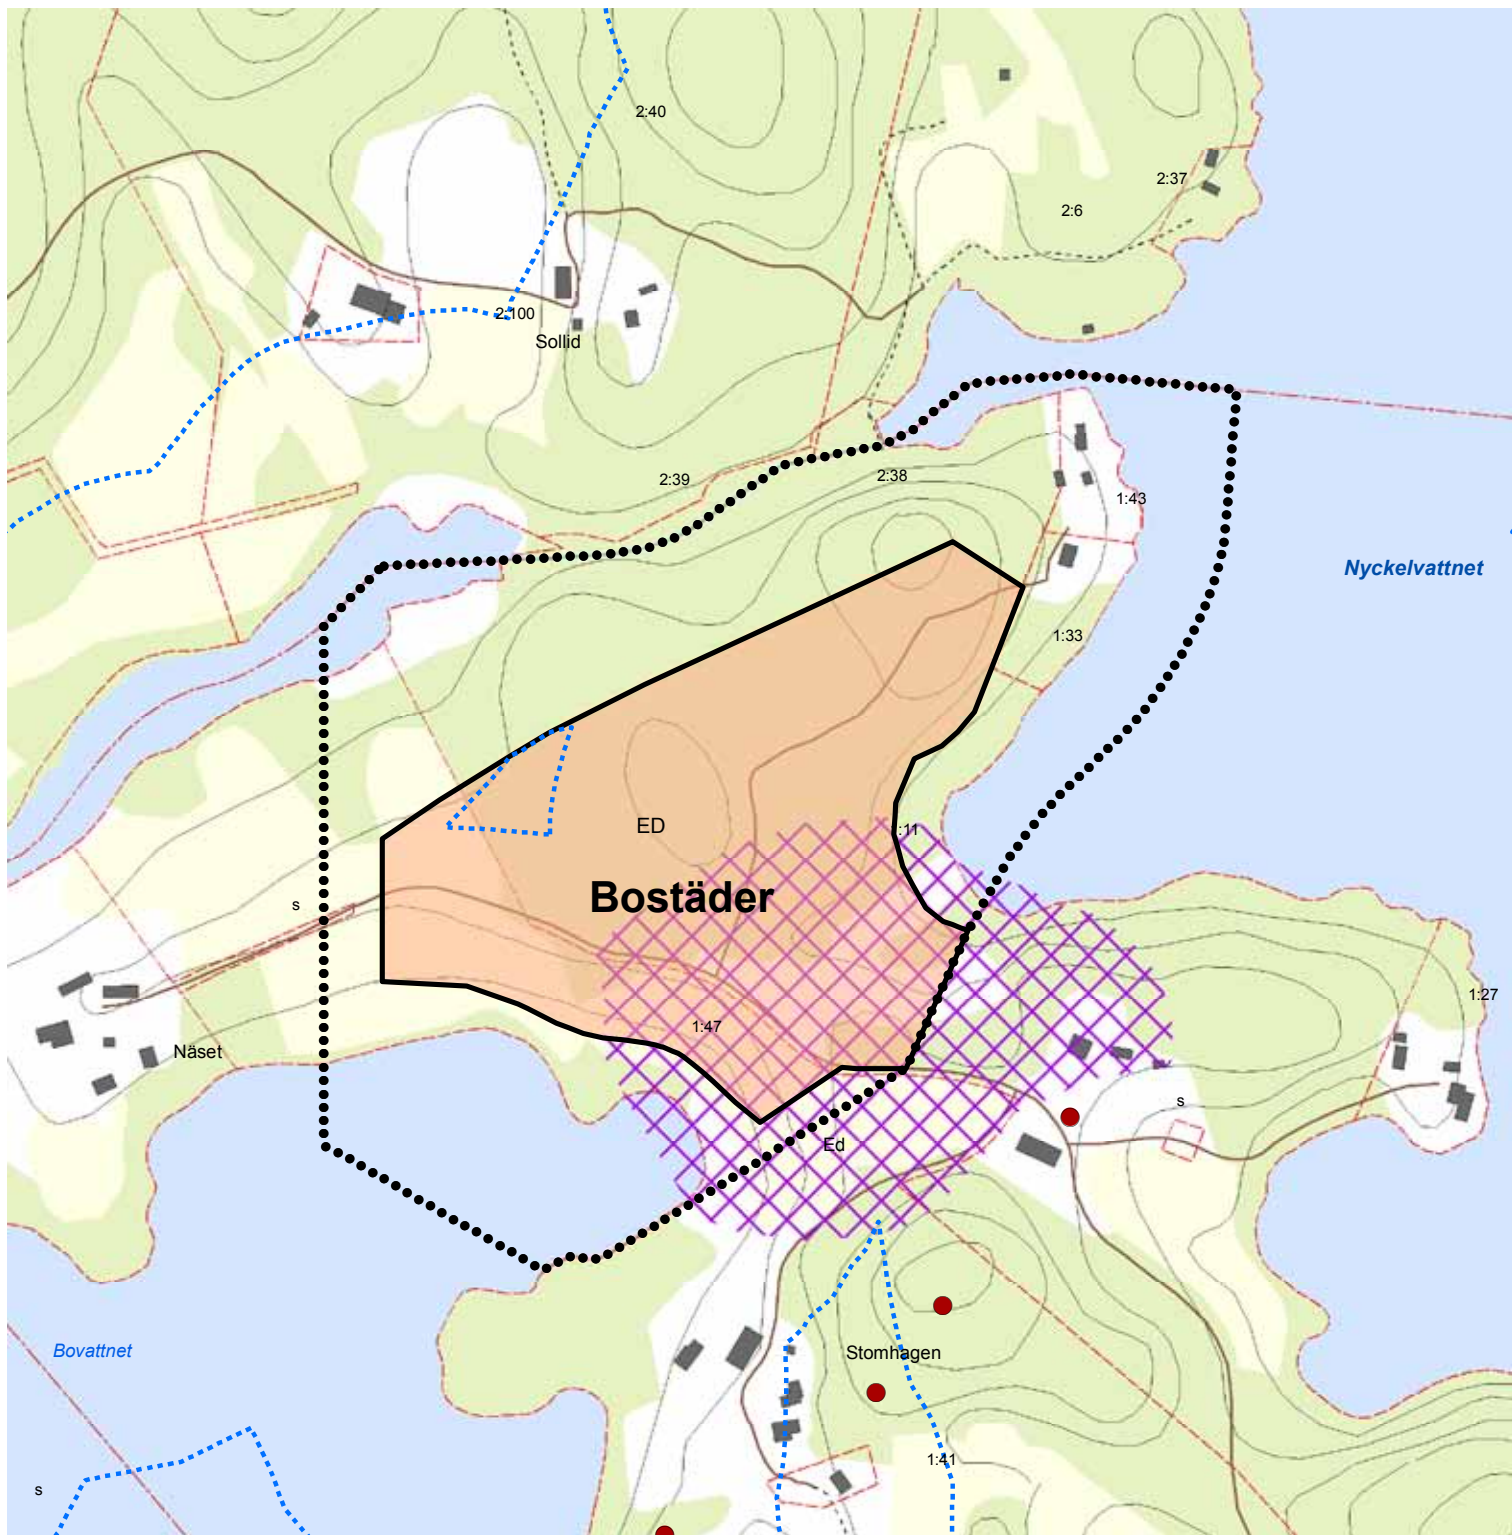 2:40
2:37
2:6
2:100
Sollid
2:39
2:38
1:43
Nyckelvattnet
1:33
ED
:11
Bostäder
s
1:27
1:47
Näset
s
Ed
Bovattnet
Stomhagen
1:41
s